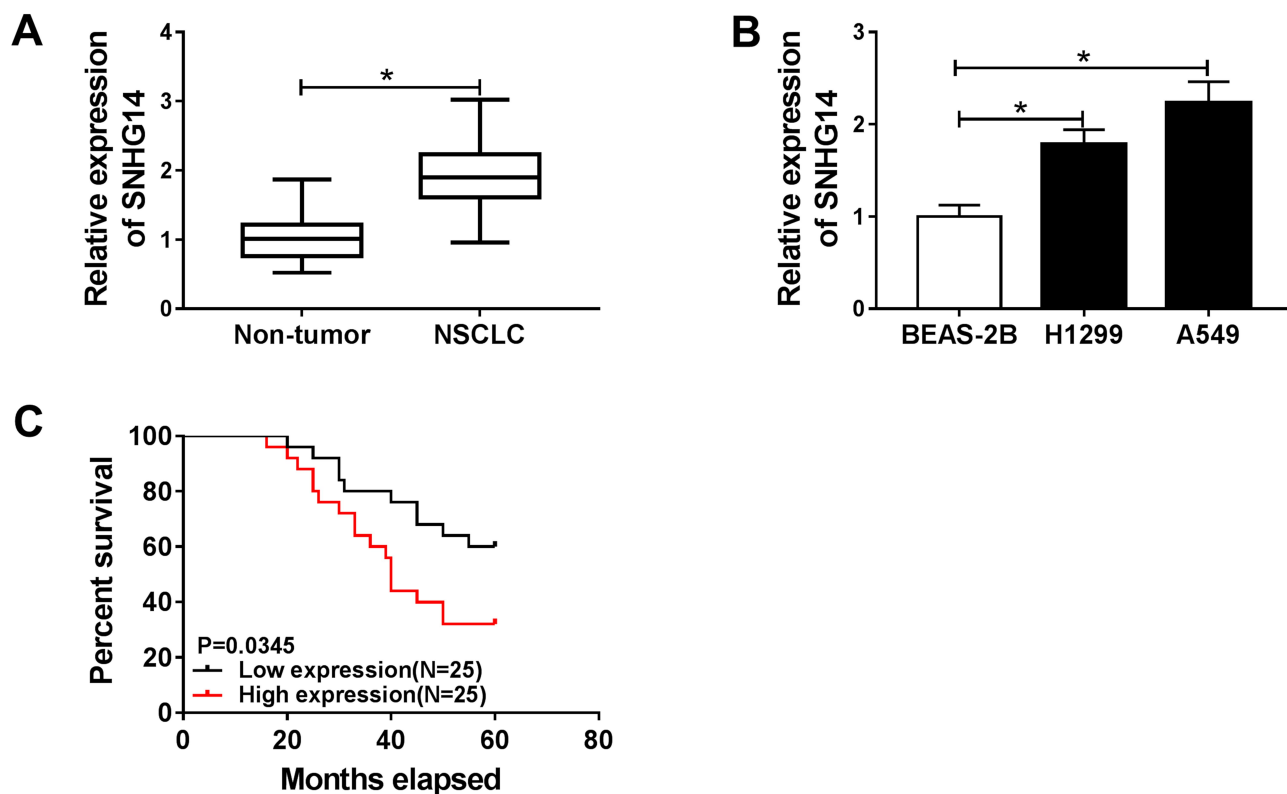 A
Relative expression
of SNHG14
4
3
2
1
0
*
Non-tumor
NSCLC
B
Relative expression
of SNHG14
3
2
1
0
*
*
BEAS-2B
H1299
A549
C
Percent survival
100
80
60
40
20
0
P=0.0345
Low expression(N=25)
High expression(N=25)
0
20
40
60
80
Months elapsed